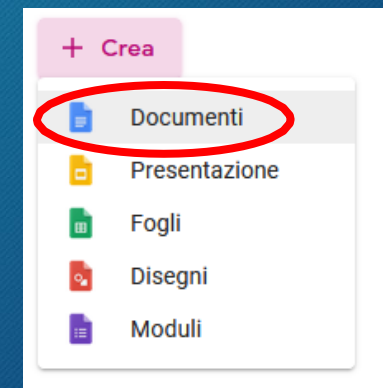 + Crea
Documenti
Presentazione
Fogli
Disegni
Moduli